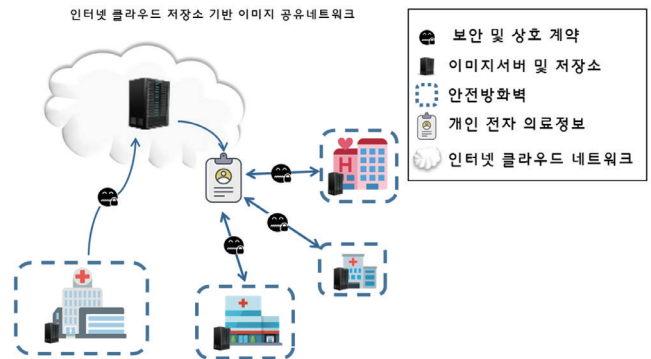 인터넷 클라우드 저장소 기반 이미지 공유네트워크
보안 및 상호 계약
이미지서버 및 저장소
안전방화벽
개인 전자 의료정보
인터넷 클라우드 네트워크
H